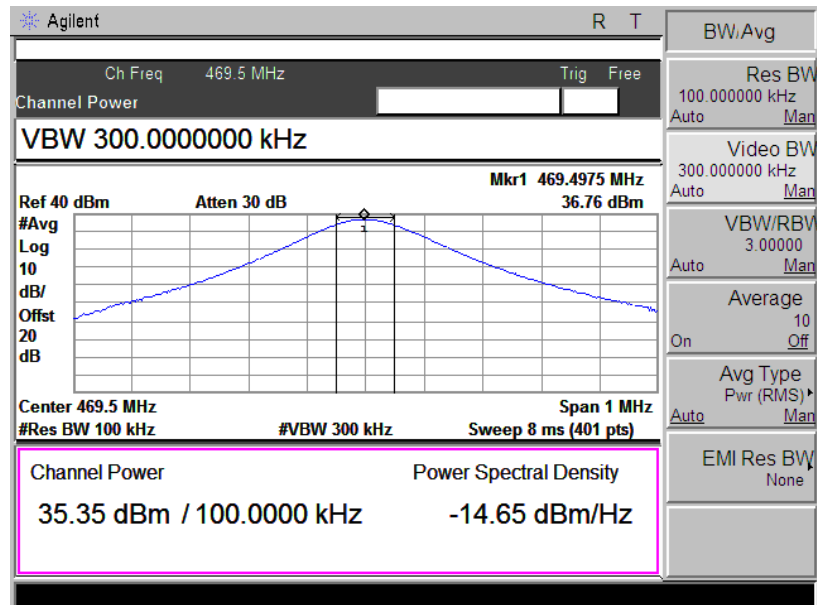 Agilent R T
Ch Freq 469.5 MHz Trig Free
Channel Power
VBW 300.0000000 kHz
Mkr1 469.4975 MHz
Ref 40 dBm Atten 30 dB 36.76 dBm
#Avg
Log
10
dB/
Offst
20
dB
1
Center 469.5 MHz Span 1 MHz
#Res BW 100 kHz #VBW 300 kHz Sweep 8 ms (401 pts)
Channel Power Power Spectral Density
35.35 dBm / 100.0000 kHz -14.65 dBm/Hz
BW/Avg
Res BW
100.000000 kHz
Auto Man
Video BW
300.000000 kHz
Auto Man
VBW/RBW
3.00000
Auto Man
Average
10
On Off
Avg Type
Pwr (RMS)
Auto Man
EMI Res BW
None